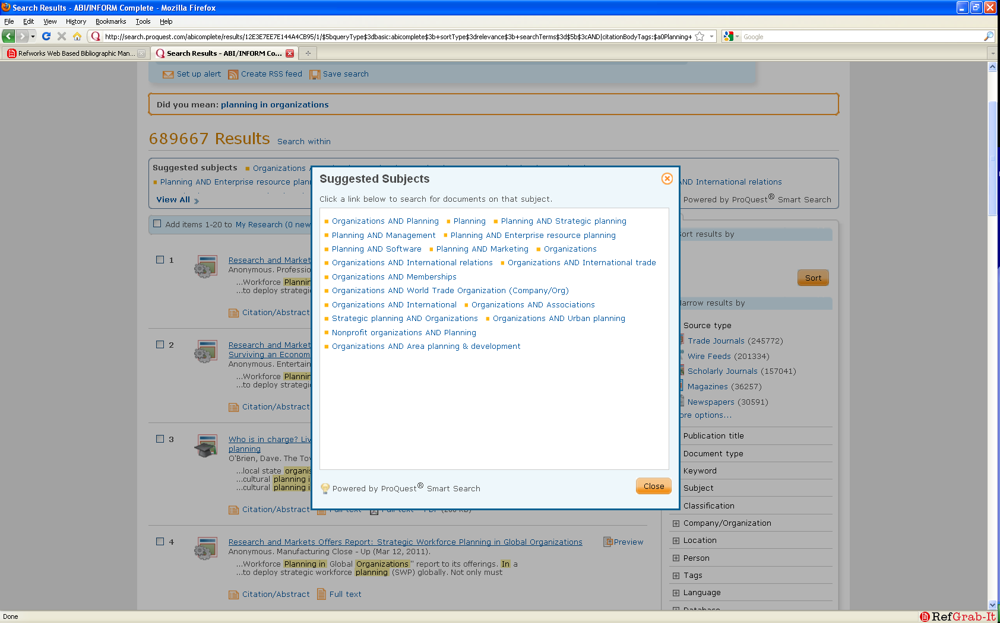 Search Results - ABI/INFORM Complete - Mozilla Firefox
File Edit View History Bookmarks Tools Help
http://search.proquest.com/abicomplete/results/12E3E7EE7E144A4CB95/1/$5bqueryType$3dbasic:abicomplete$3b+sortType$3drelevance$3b+searchTerms$3d$5b$3cAND|citationBodyTags:$a0Planning+ Google
Refworks Web Based Bibliographic Man... Search Results - ABI/INFORM Co...
Set up alert Create RSS feed Save search
Did you mean: planning in organizations
689667 Results Search within
Suggested subjects Organizations
Planning AND Enterprise resource AND International relations
View All Powered by ProQuest® Smart Search
Add items 1-20 to My Research (0 new
Suggested Subjects
Click a link below to search for documents on that subject.
Organizations AND Planning Planning Planning AND Strategic planning
Planning AND Management Planning AND Enterprise resource planning
Planning AND Software Planning AND Marketing Organizations
Organizations AND International relations Organizations AND International trade
Organizations AND Memberships
Organizations AND World Trade Organization (Company/Org)
Organizations AND International Organizations AND Associations
Strategic planning AND Organizations Organizations AND Urban planning
Nonprofit organizations AND Planning
Organizations AND Area planning & development
Powered by ProQuest® Smart Search
Close
1 Research and Market
Anonymous. Professio
...Workforce Plannin
...to deploy strategi
Citation/Abstract
2 Research and Market
Surviving an Econom
Anonymous. Entertain
...Workforce Plannin
...to deploy strategi
Citation/Abstract
3 Who is in charge? Liv
planning
O'Brien, Dave. The Tow
...local state organis
...cultural planning i
...cultural planning i
Citation/Abstract Full text Full text - PDF
4 Research and Markets Offers Report: Strategic Workforce Planning in Global Organizations Preview
Anonymous. Manufacturing Close - Up (Mar 12, 2011).
...Workforce Planning in Global Organizations" report to its offerings. In a
...to deploy strategic workforce planning (SWP) globally. Not only must
Citation/Abstract Full text
ort results by
Sort
arrow results by
Source type
Trade Journals (245772)
Wire Feeds (201334)
Scholarly Journals (157041)
Magazines (36257)
Newspapers (30591)
ore options...
Publication title
Document type
Keyword
Subject
Classification
Company/Organization
Location
Person
Tags
Language
Database
Done RefGrab-It